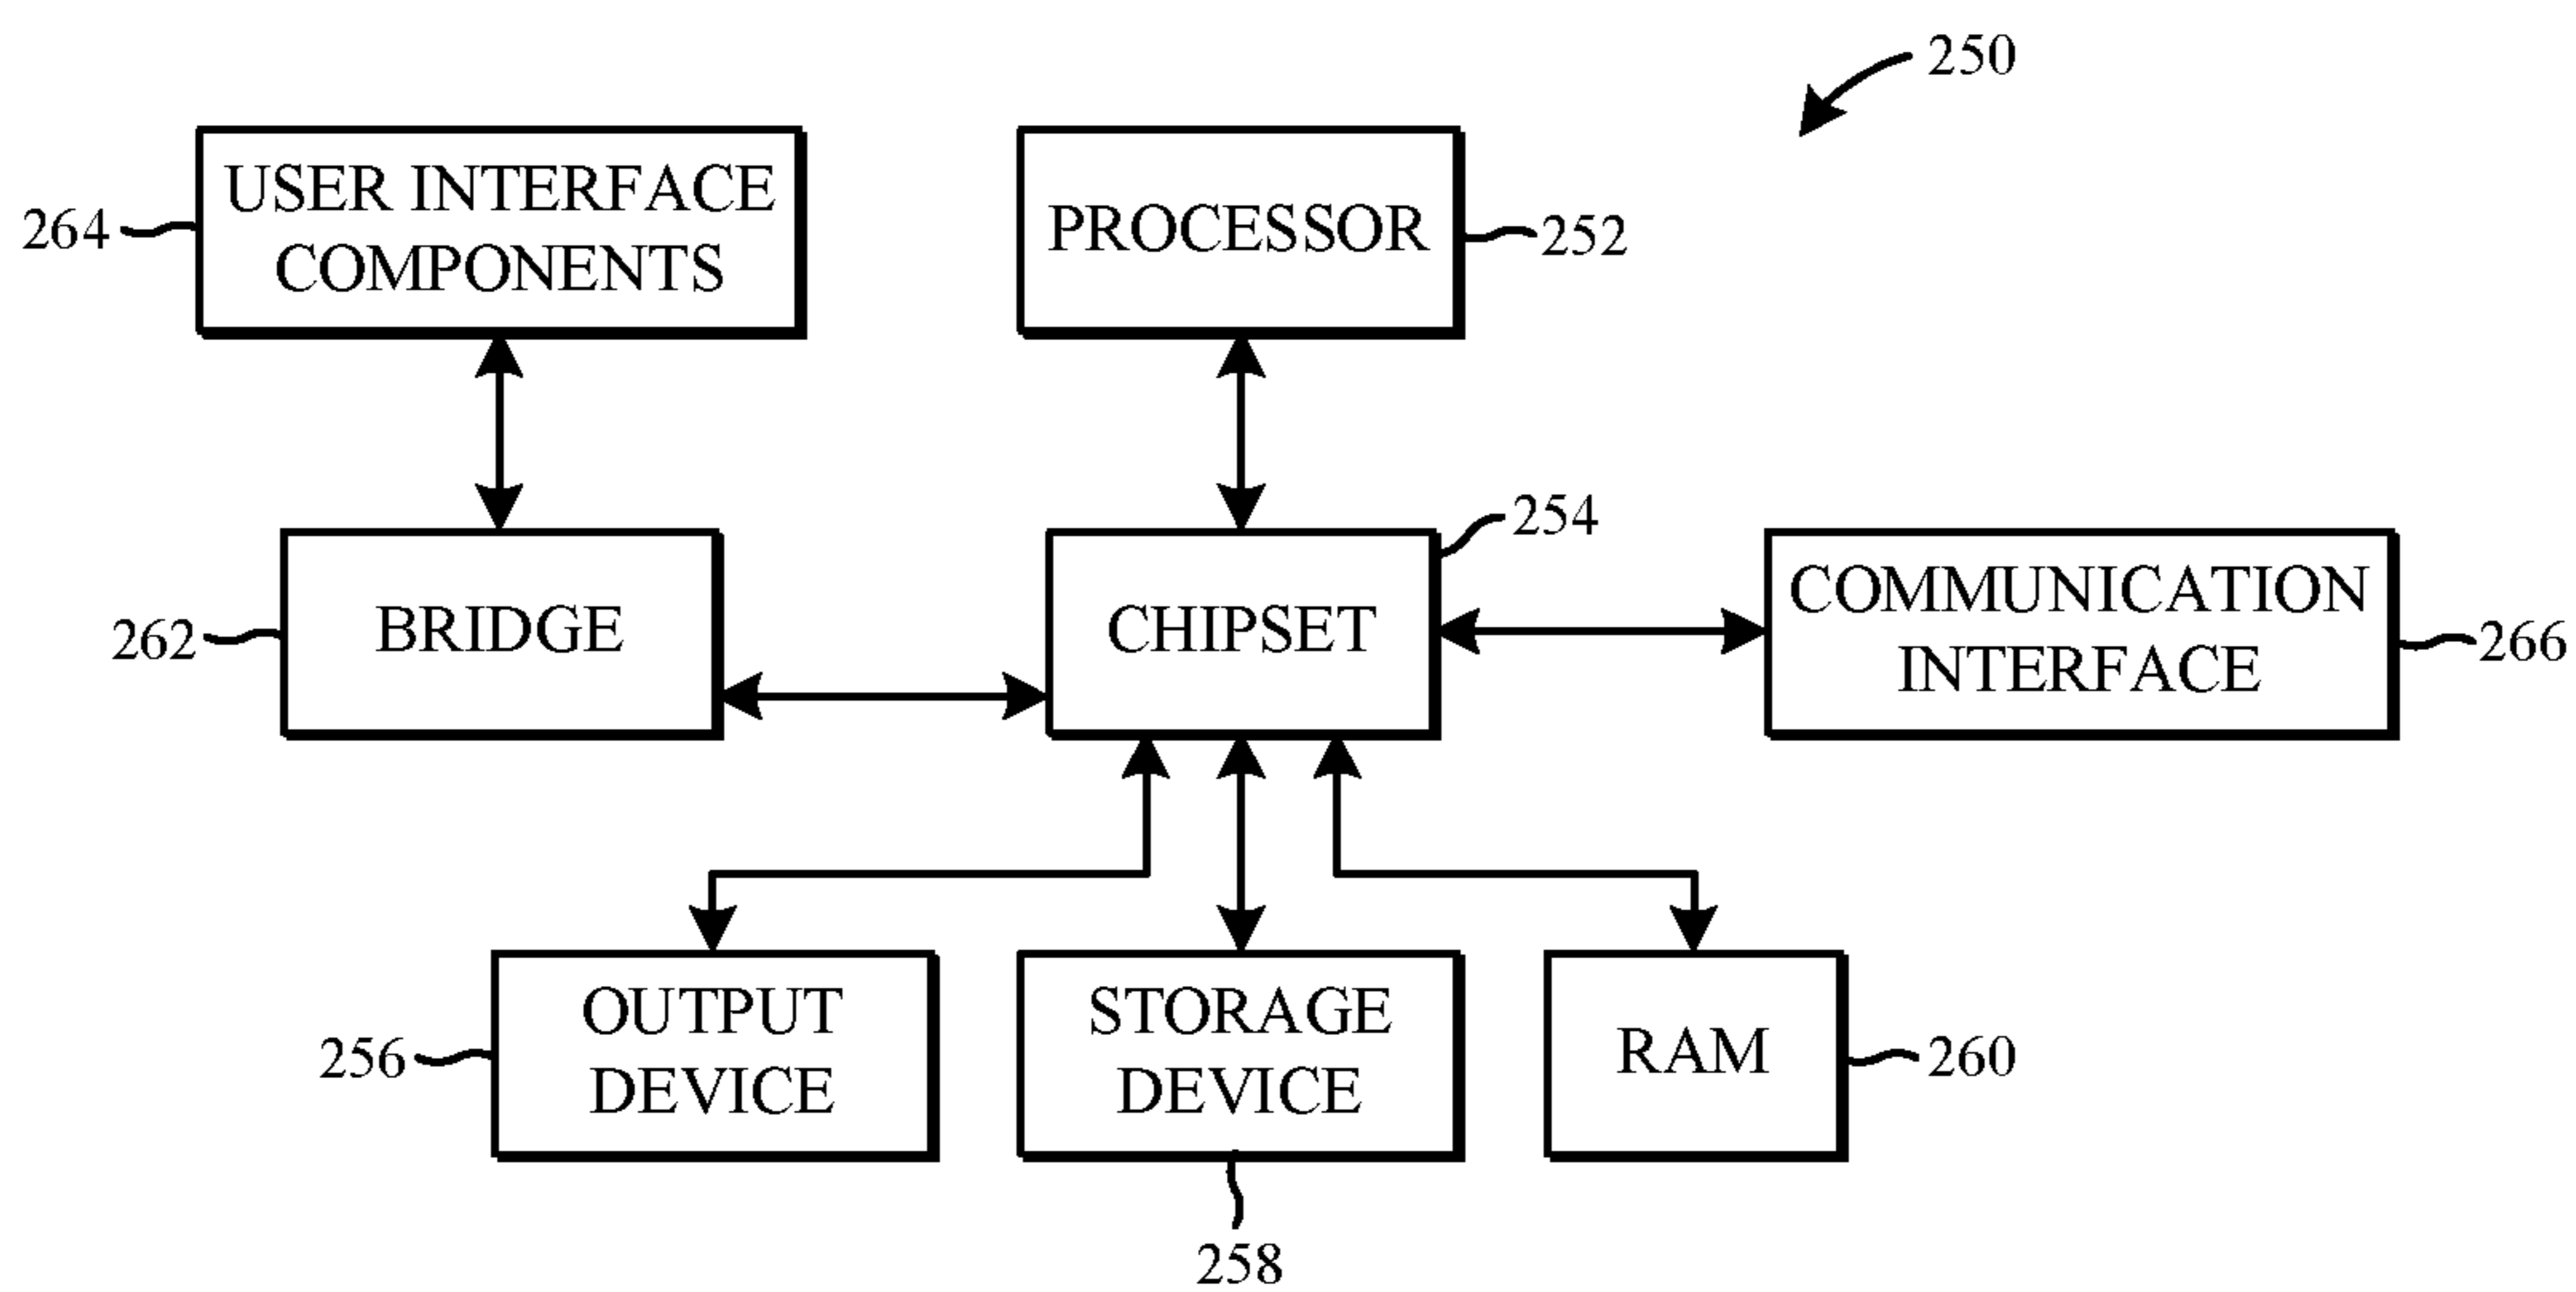 250
USER INTERFACE
COMPONENTS
264
PROCESSOR
252
254
BRIDGE
262
CHIPSET
COMMUNICATION
INTERFACE
266
OUTPUT
DEVICE
256
STORAGE
DEVICE
258
RAM
260